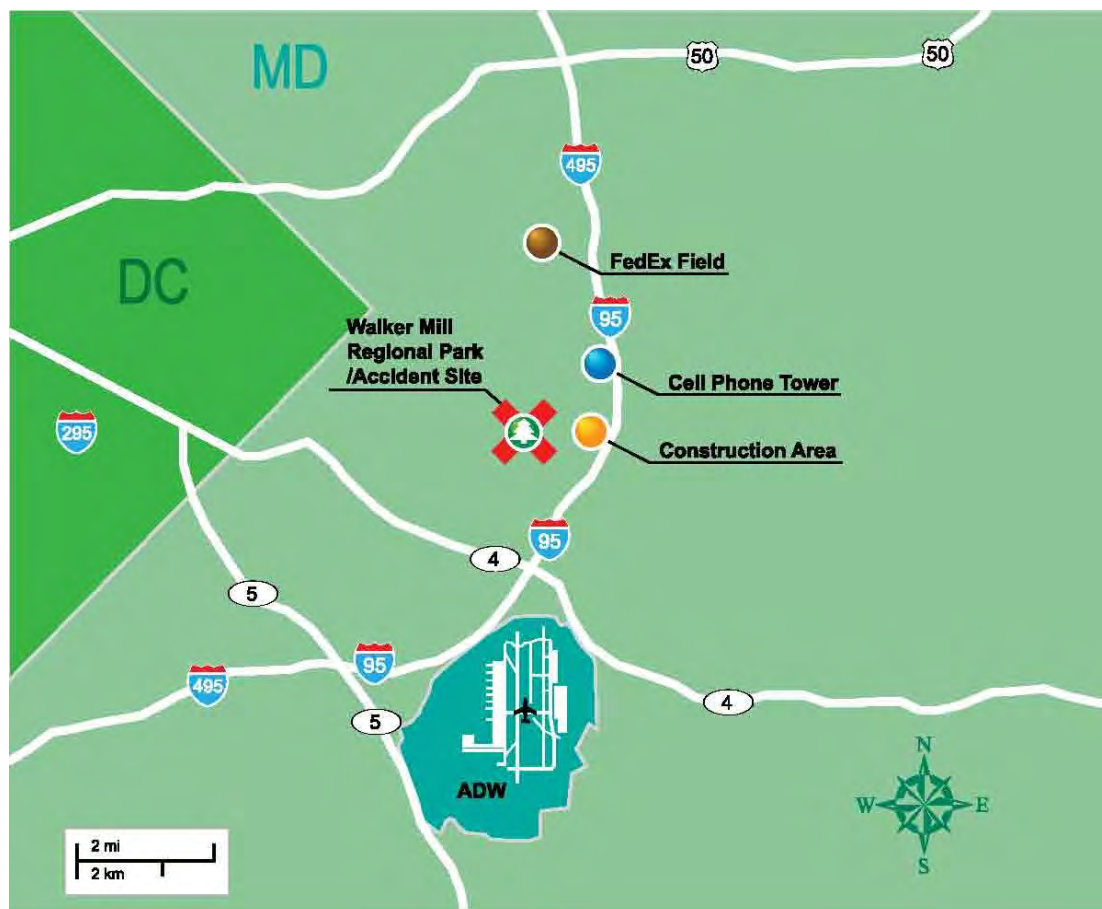 MD
50
50
495
FedEx Field
DC
95
Walker Mill
Regional Park
/Accident Site
Cell Phone Tower
295
Construction Area
95
4
5
95
495
5
4
ADW
N
W
E
S
2 mi
2 km